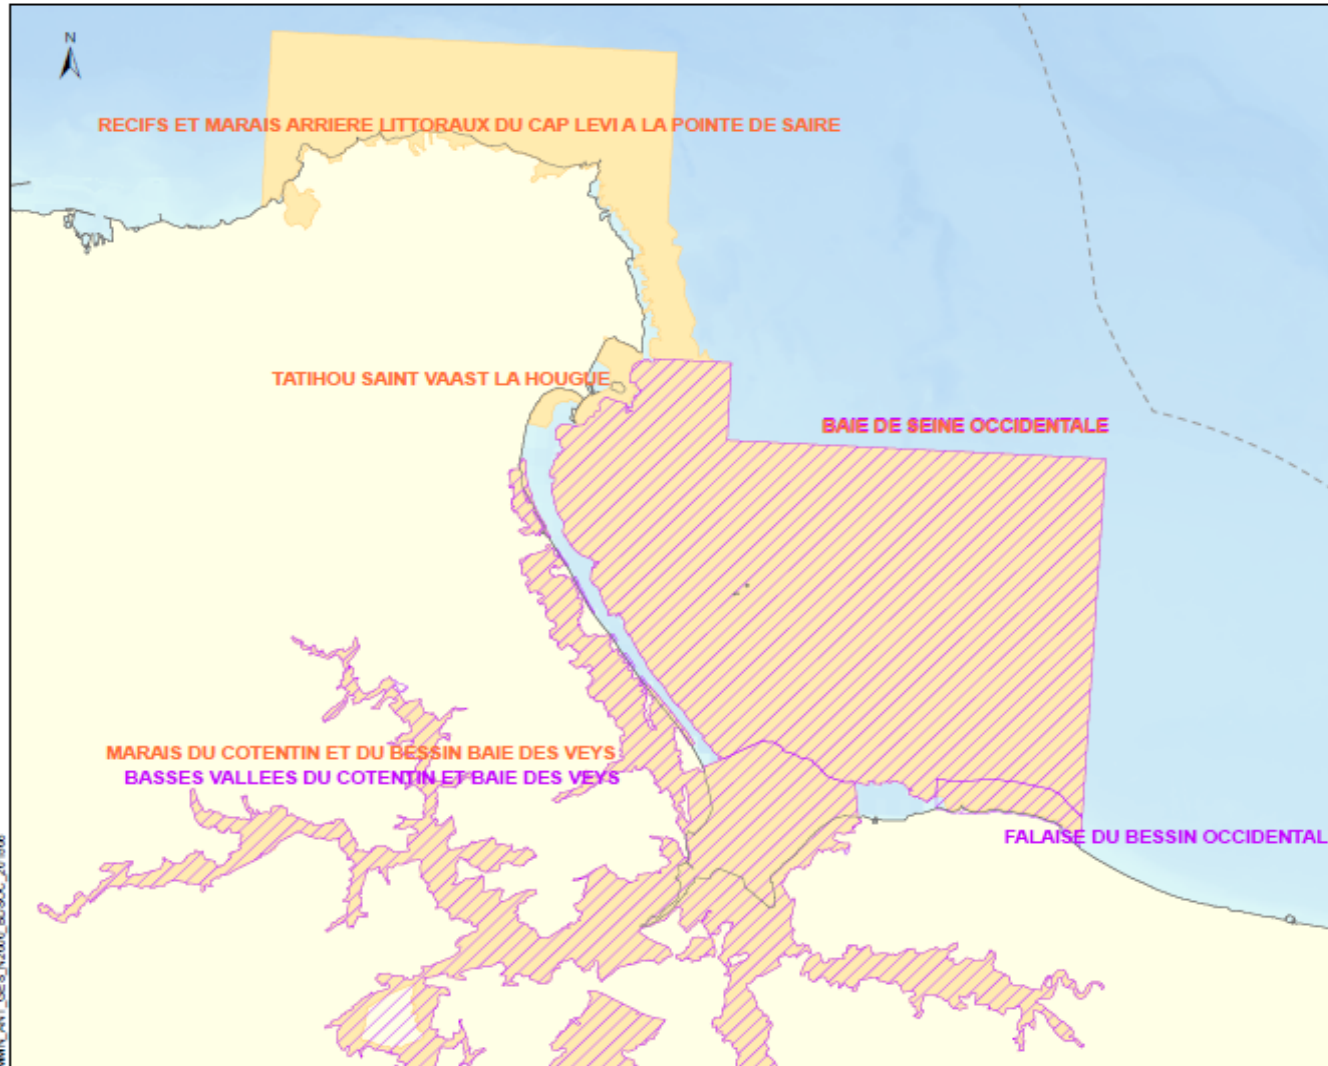 N
RECIFS ET MARAIS ARRIERE LITTORAUX DU CAP LEVI A LA POINTE DE SAIRE
TATIHOU SAINT VAAST LA HOUGUE
BAIE DE SEINE OCCIDENTALE
MARAIS DU COTENTIN ET DU BESSIN BAIE DES VEYS
BASSES VALLEES DU COTENTIN ET BAIE DES VEYS
FALAISE DU BESSIN OCCIDENTAL